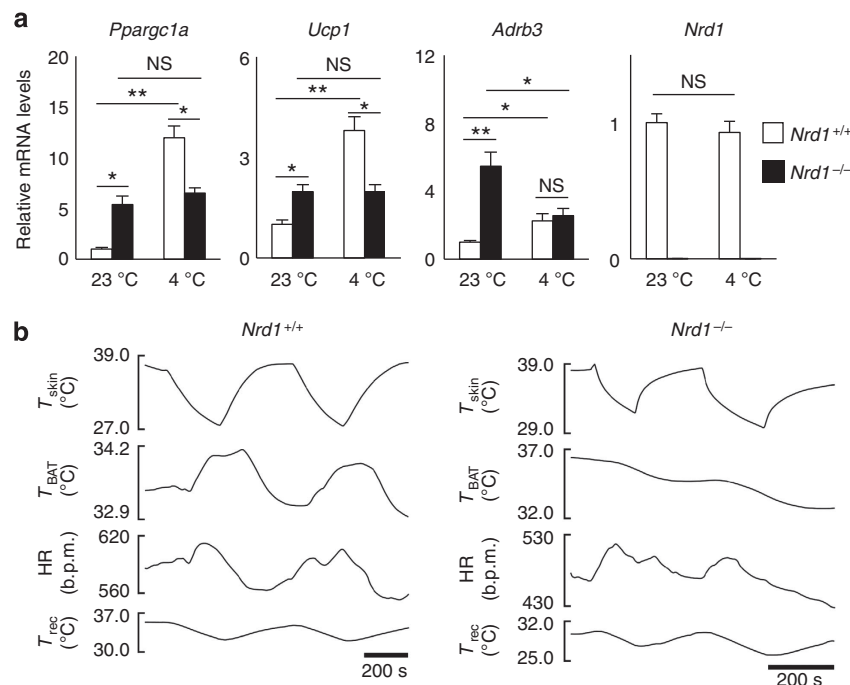 a
Ppargc1a
Ucp1
Adrb3
Nrd1
Relative mRNA levels
20
15
10
5
0
NS
**
*
*
23 °C
4 °C
6
3
0
NS
**
*
*
23 °C
4 °C
12
8
4
0
*
*
**
NS
23 °C
4 °C
1
0
NS
23 °C
4 °C
Nrd1+/+
Nrd1−/−
b
Nrd1+/+
Tskin (°C)
39.0
27.0
TBAT (°C)
34.2
32.9
HR (b.p.m.)
620
560
Trec (°C)
37.0
30.0
200 s
Nrd1−/−
Tskin (°C)
39.0
29.0
TBAT (°C)
37.0
32.0
HR (b.p.m.)
530
430
Trec (°C)
32.0
25.0
200 s